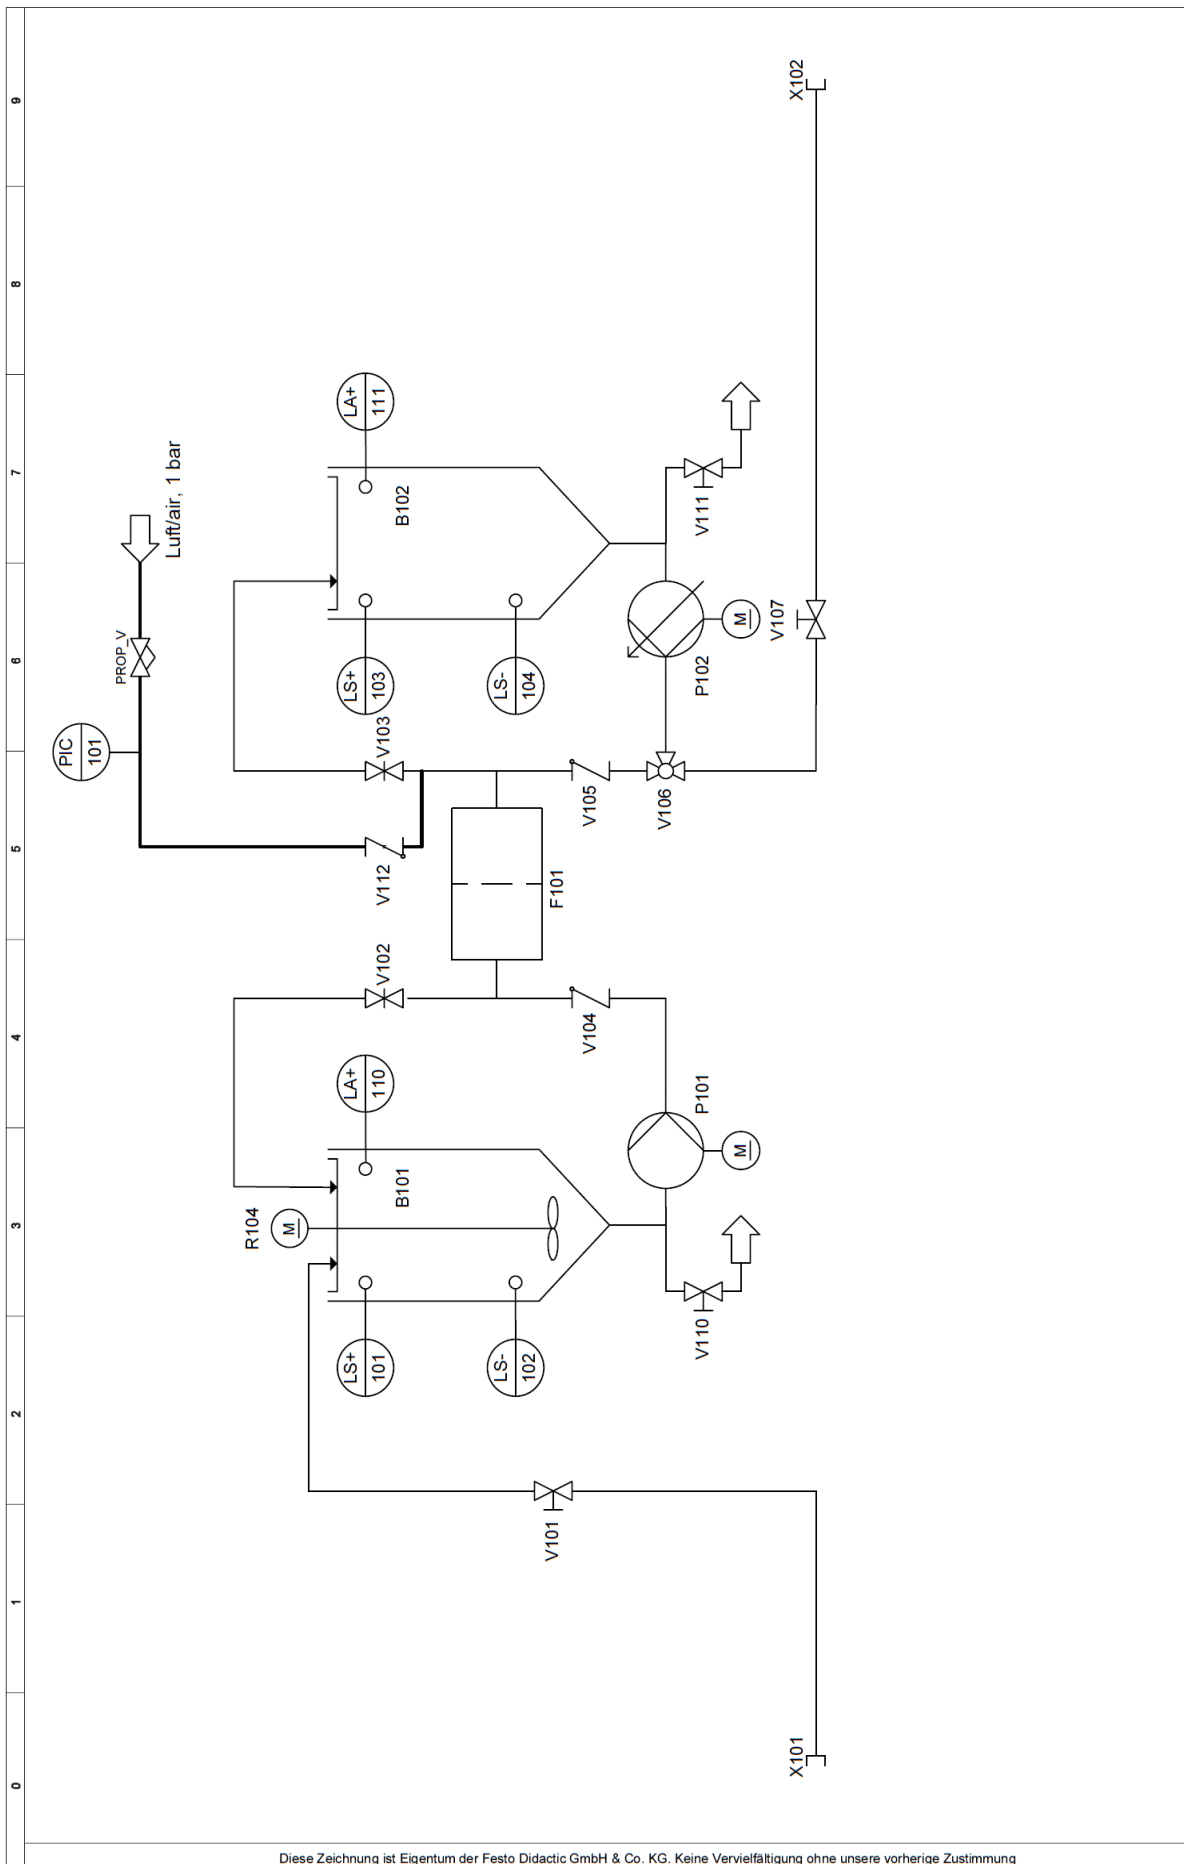 0
1
2
3
4
5
6
7
8
9
PIC
101
PROP_V
Luft/air, 1 bar
R104
M
LS+
101
LA+
110
B101
LS-
102
V101
V102
V112
V103
LS+
103
LA+
111
B102
LS-
104
F101
V104
V105
V110
P101
M
V106
P102
M
V111
V107
X101
X102
Diese Zeichnung ist Eigentum der Festo Didactic GmbH & Co. KG. Keine Vervielfältigung ohne unsere vorherige Zustimmung